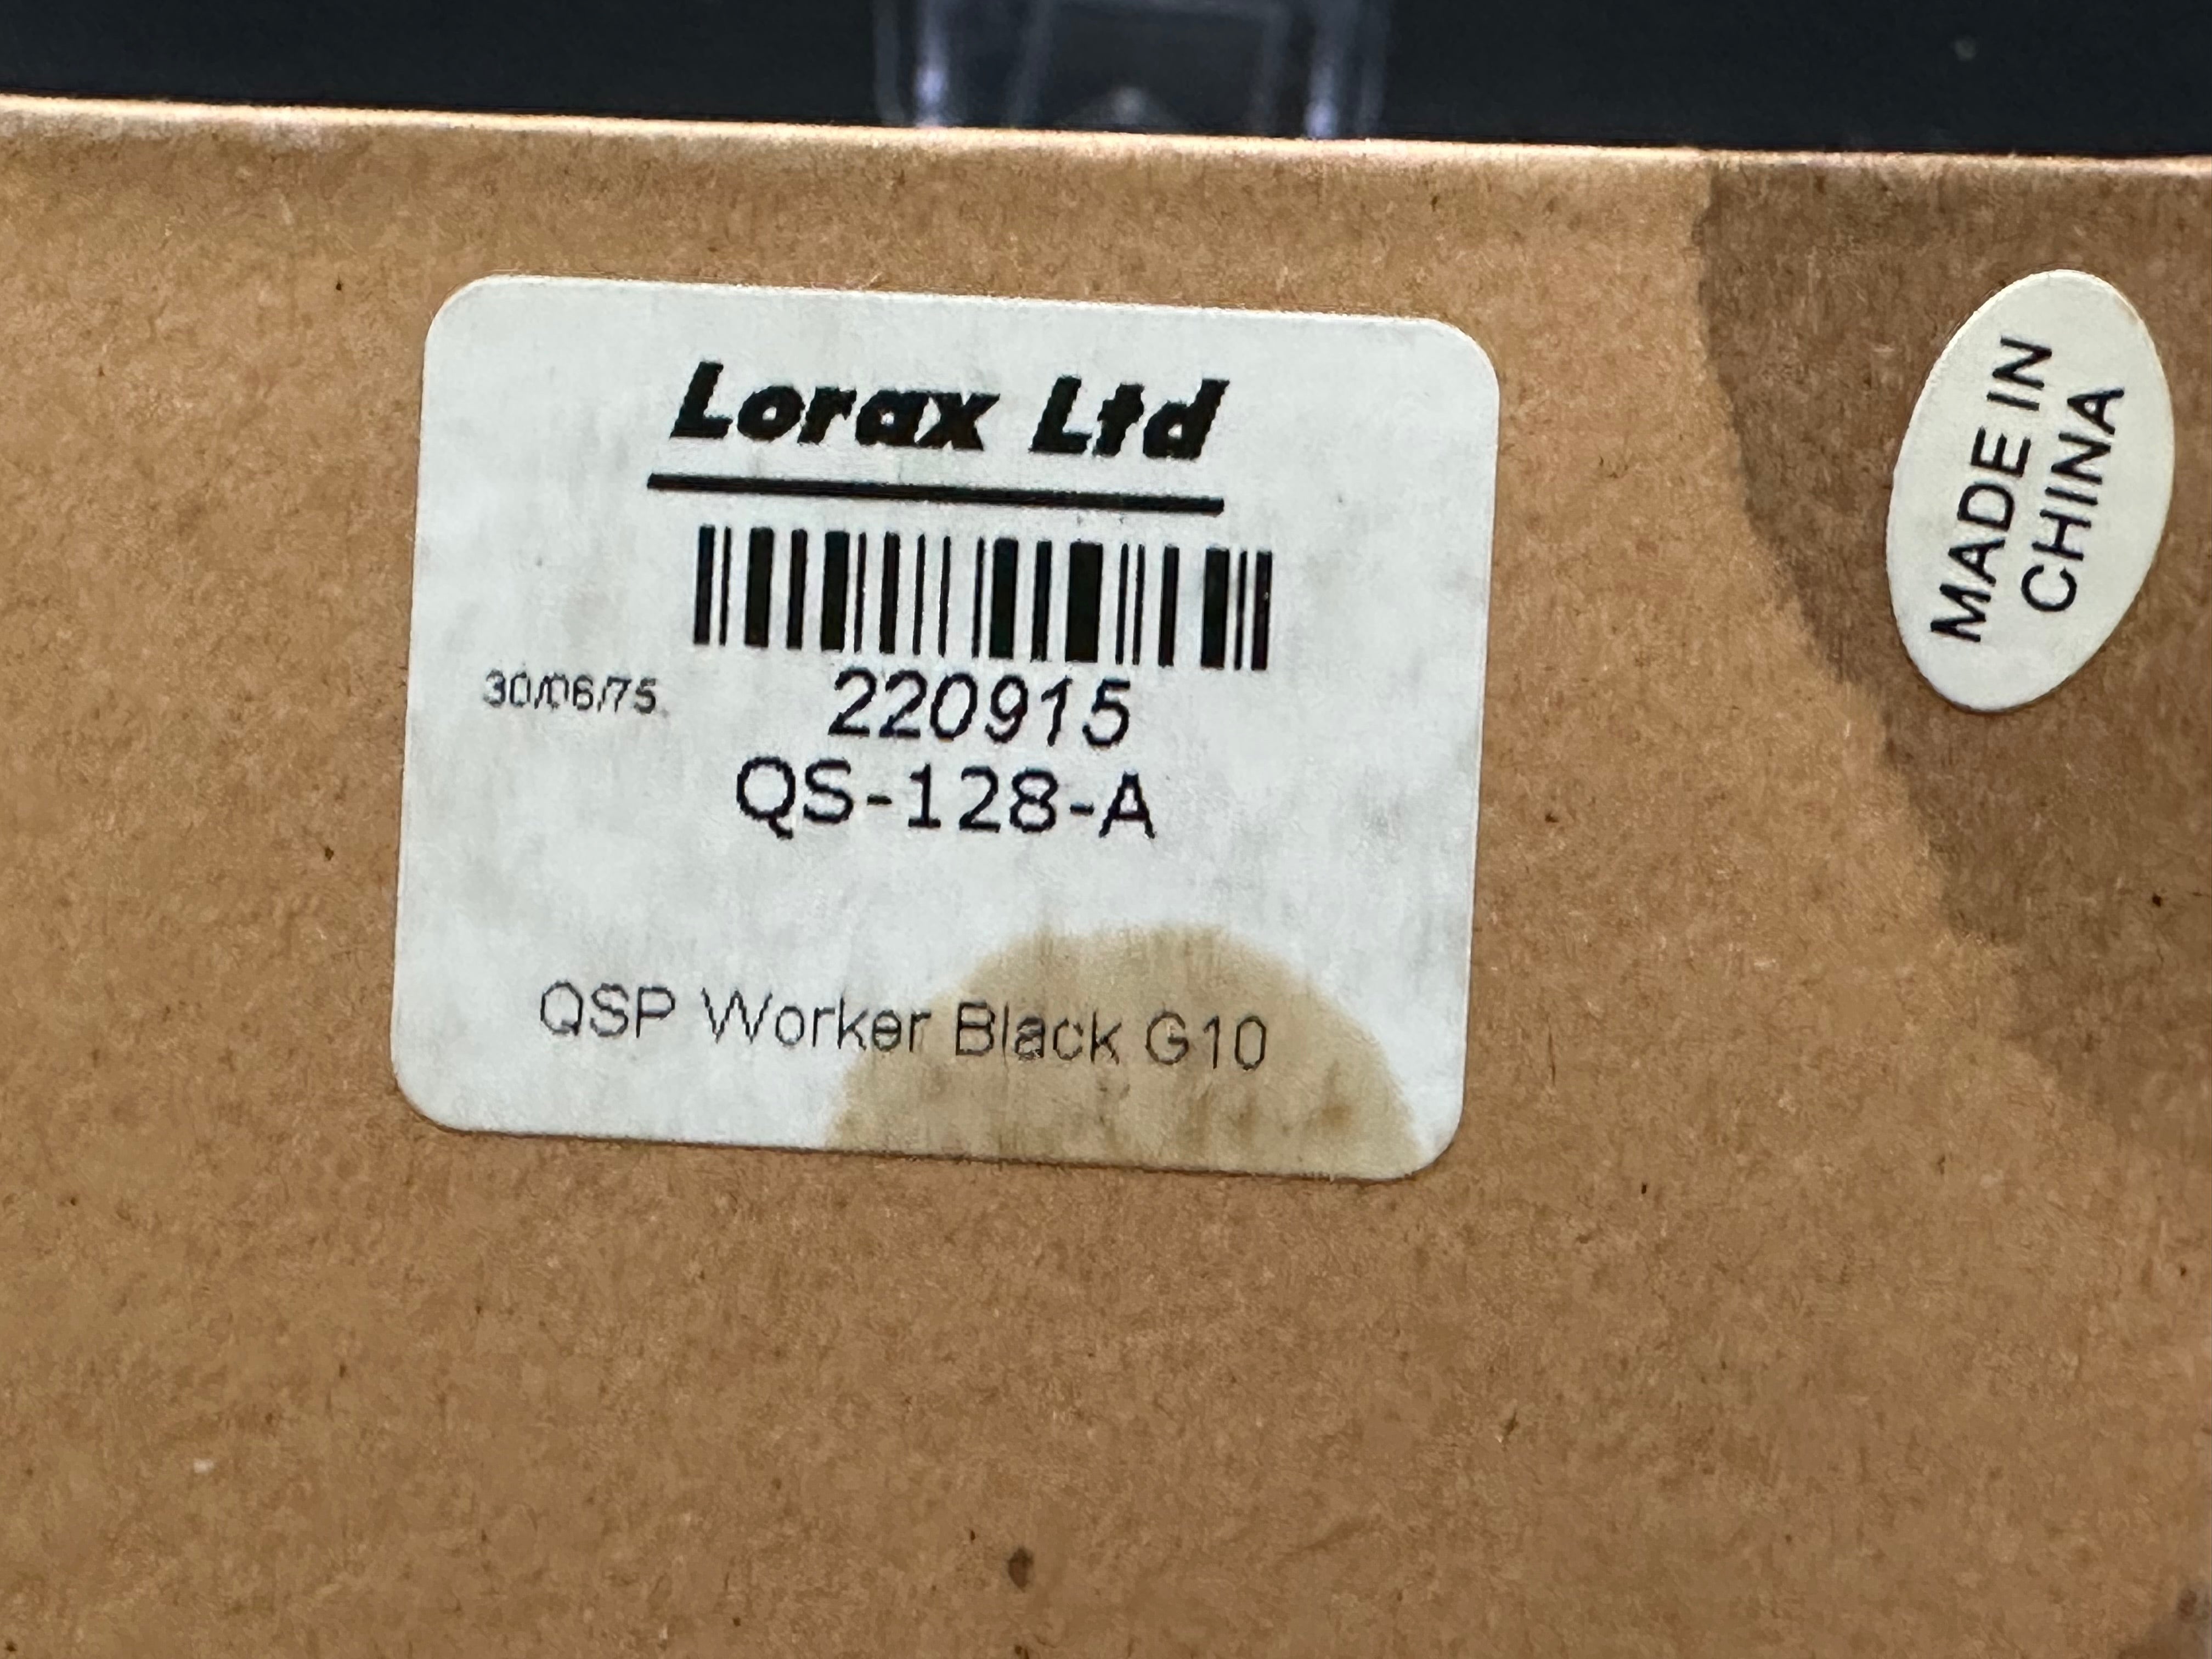 Lorax Ltd
30/06/75
220915
QS-128-A
QSP Worker Black G10
MADE IN
CHINA